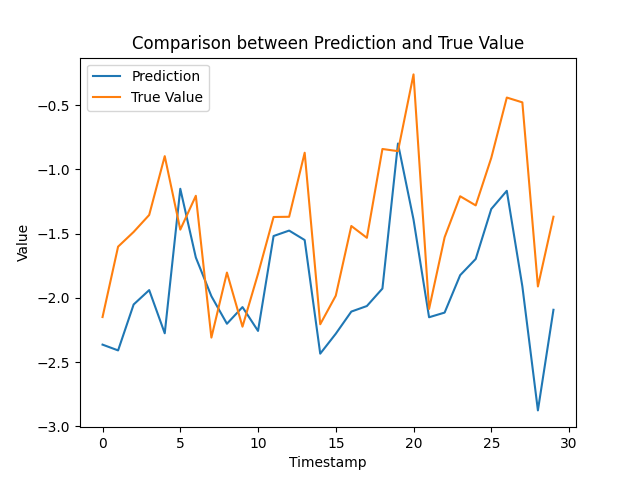 Comparison between Prediction and True Value
Prediction
True Value
−0.5
−1.0
−1.5
−2.0
−2.5
−3.0
Value
0 5 10 15 20 25 30
Timestamp